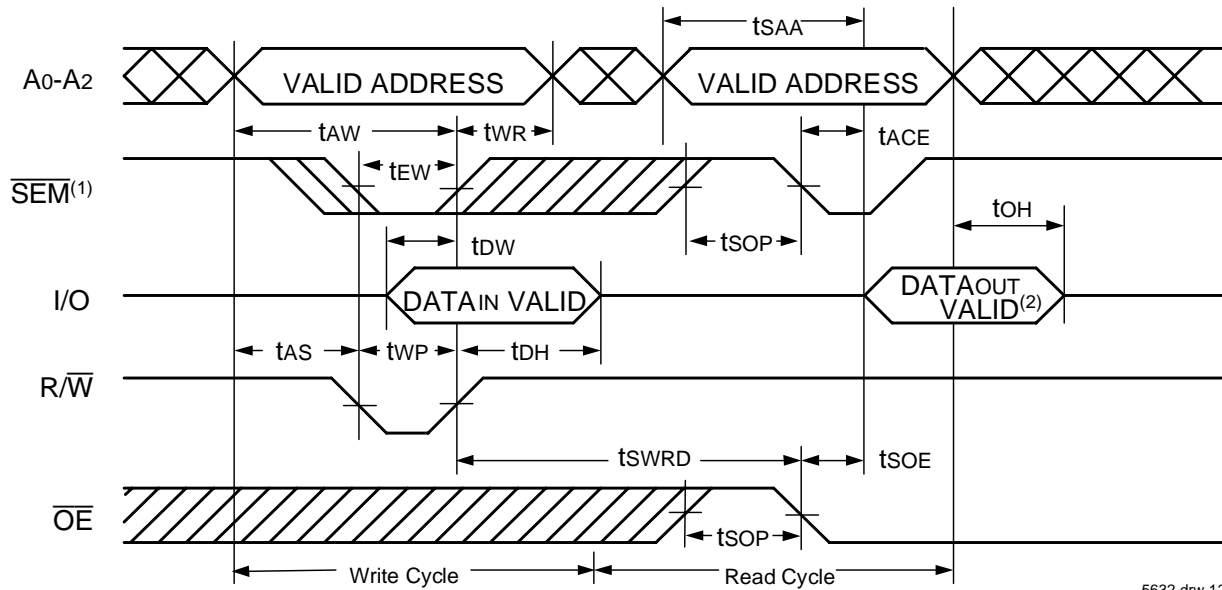 tSAA
A0-A2
VALID ADDRESS
VALID ADDRESS
tAW
tWR
tACE
tEW
SEM(1)
tSOP
tOH
tDW
I/O
DATAIN VALID
DATAOUT
VALID(2)
tAS
tWP
tDH
R/W
tSWRD
tSOE
OE
tSOP
Write Cycle
Read Cycle